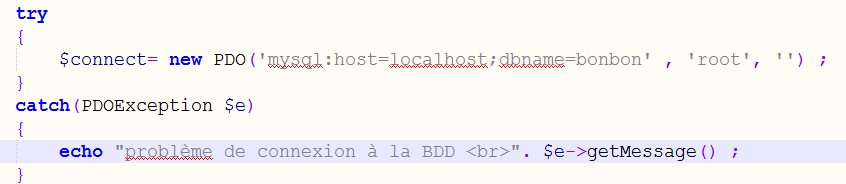 try
{
$connect= new PDO('mysql:host=localhost;dbname=bonbon' , 'root', '') ;
}
catch(PDOException $e)
{
echo "problème de connexion à la BDD <br>". $e->getMessage() ;
}